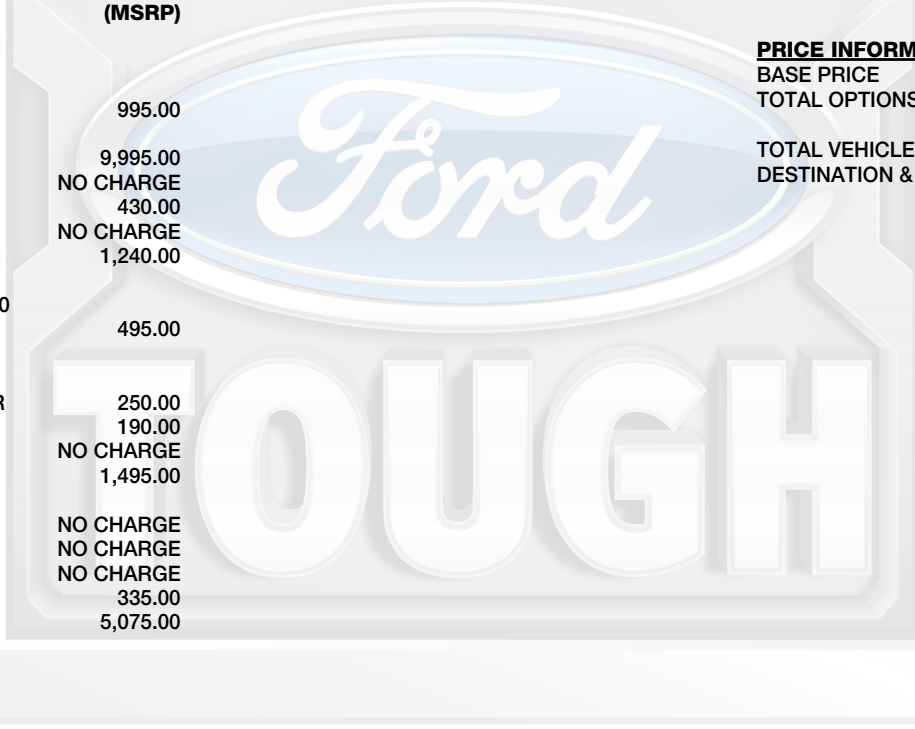 (MSRP)
995.00
9,995.00
NO CHARGE
430.00
NO CHARGE
1,240.00
0
495.00
R
250.00
190.00
NO CHARGE
1,495.00
NO CHARGE
NO CHARGE
NO CHARGE
335.00
5,075.00
PRICE INFORM
BASE PRICE
TOTAL OPTIONS
TOTAL VEHICLE
DESTINATION &
Ford
TOUGH